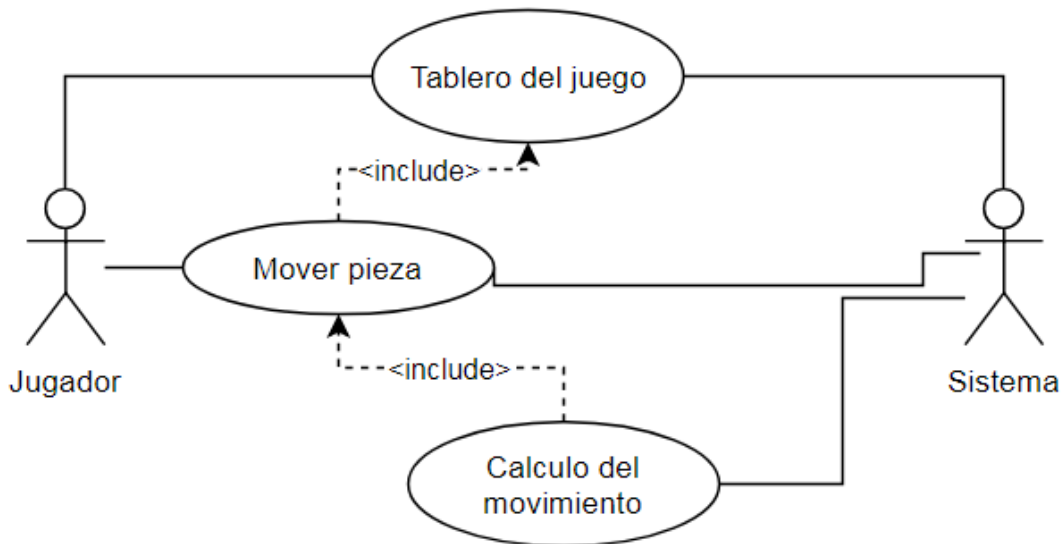 Tablero del juego
<include>
Mover pieza
<include>
Jugador
Sistema
Calculo del
movimiento